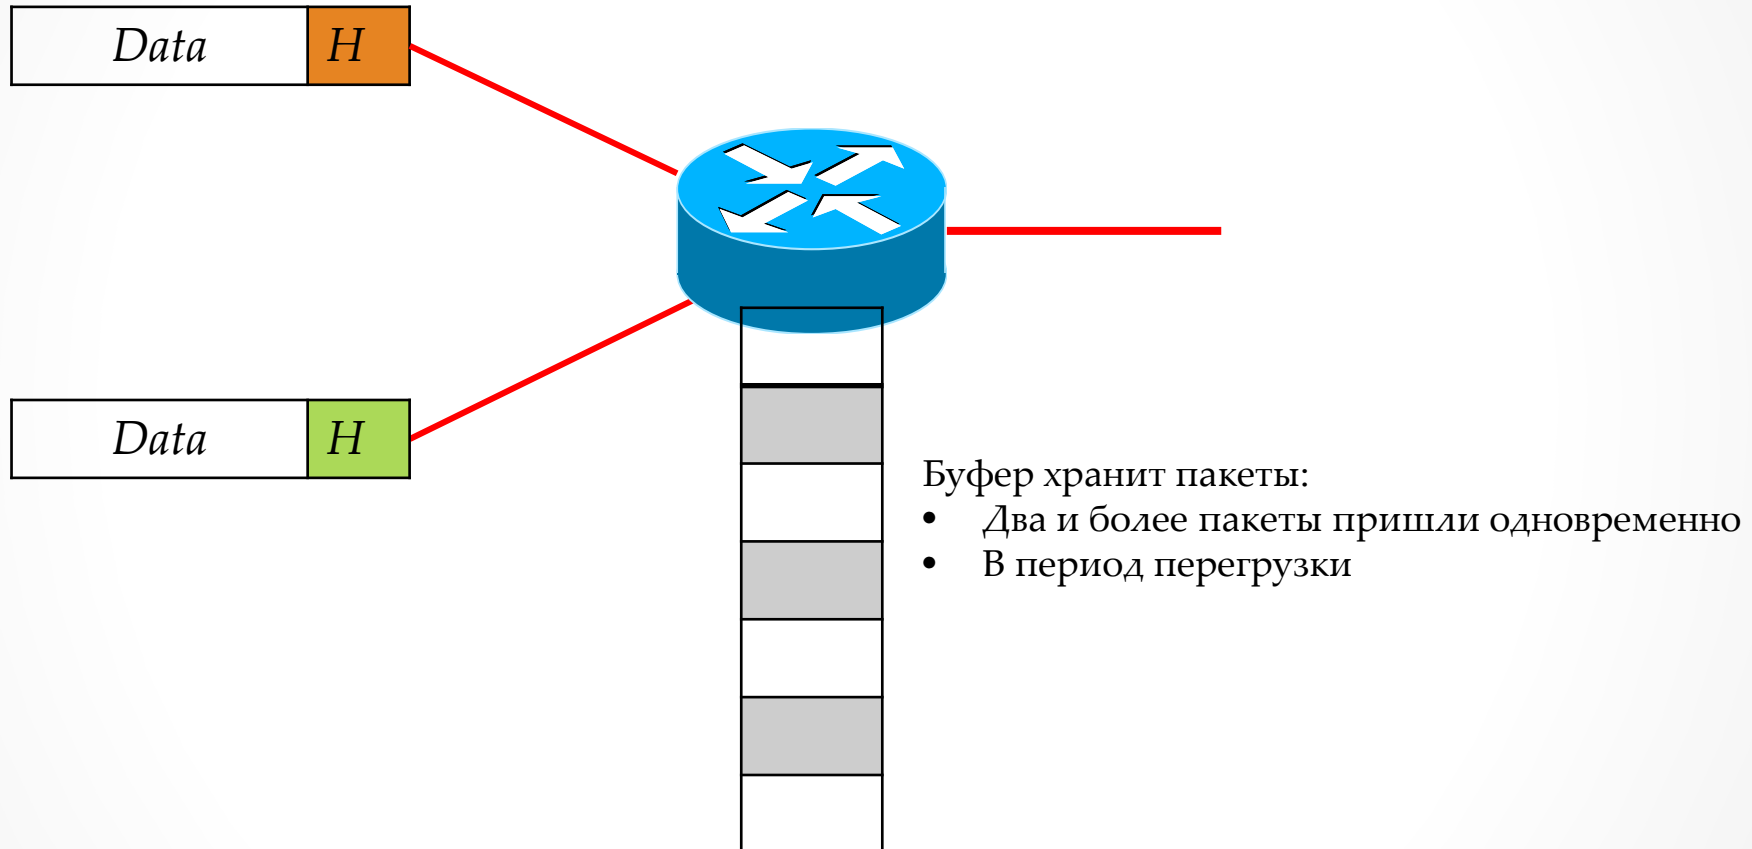 Data H
Data H
Буфер хранит пакеты:
• Два и более пакеты пришли одновременно
• В период перегрузки